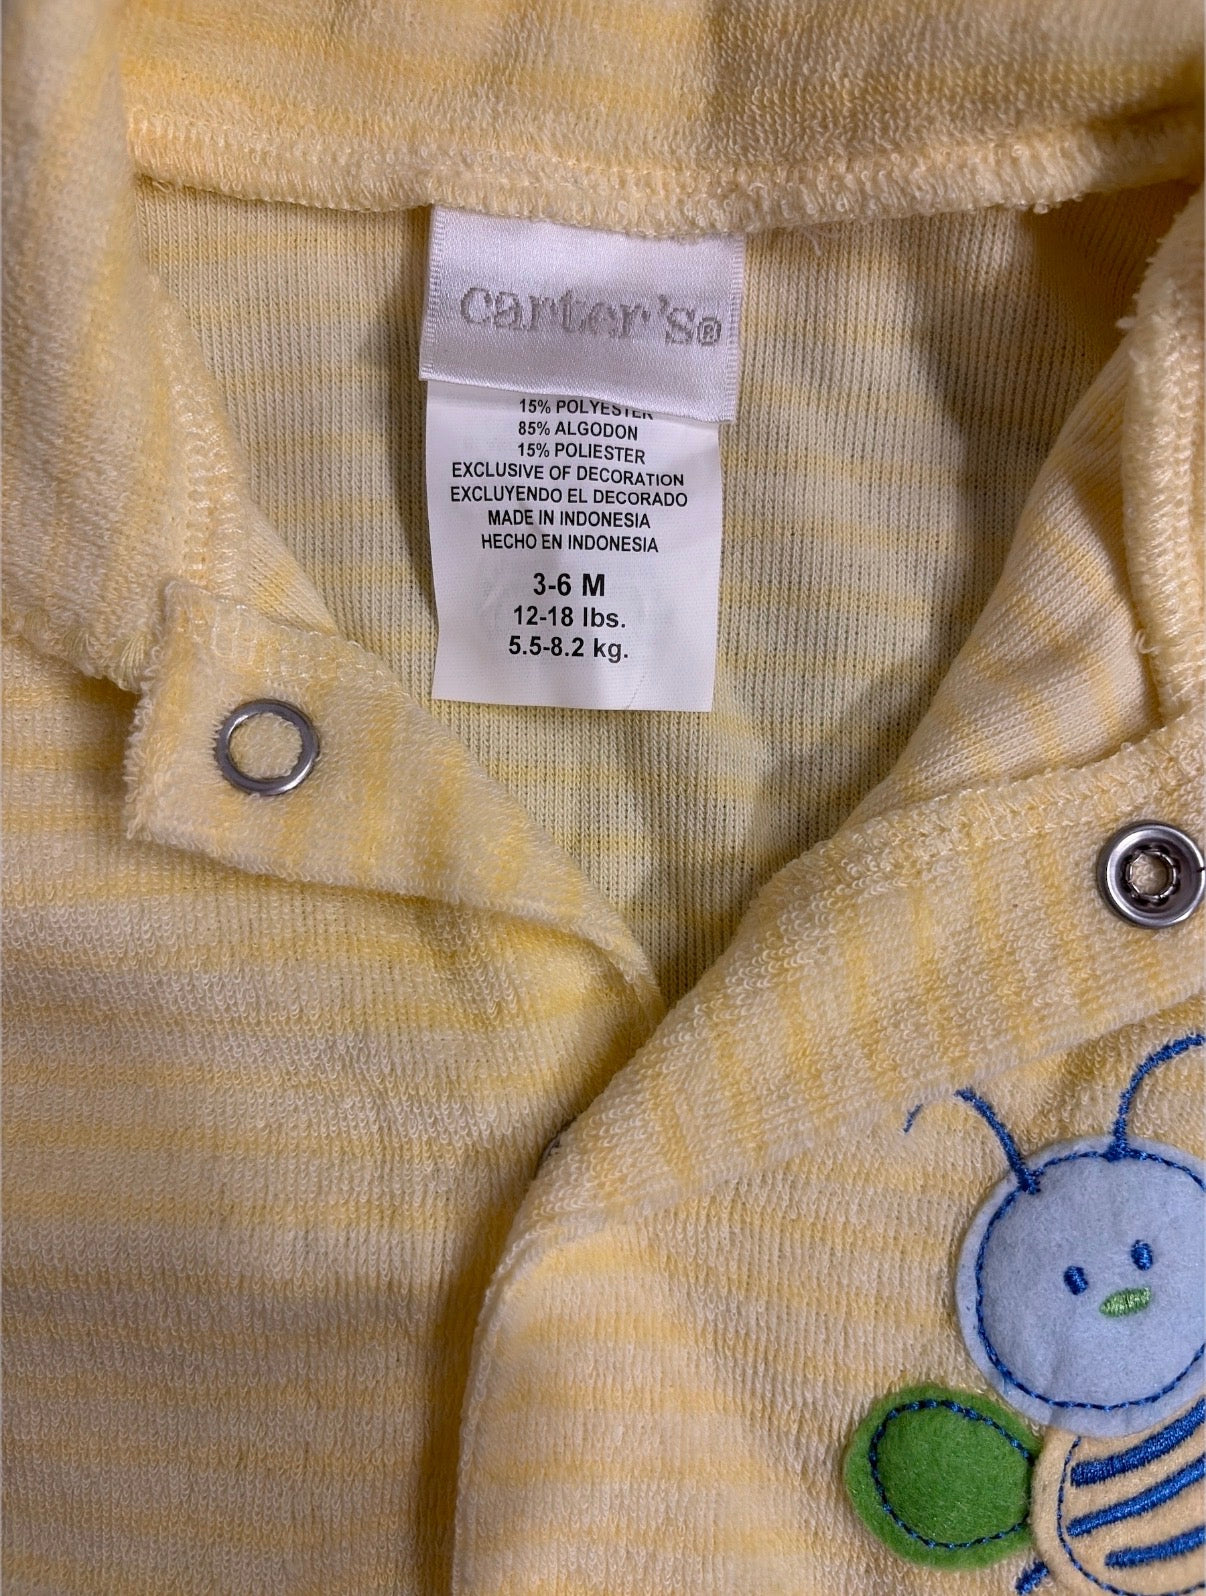 carter's®
15% POLYESTER
85% ALGODON
15% POLIESTER
EXCLUSIVE OF DECORATION
EXCLUYENDO EL DECORADO
MADE IN INDONESIA
HECHO EN INDONESIA
3-6 M
12-18 lbs.
5.5-8.2 kg.